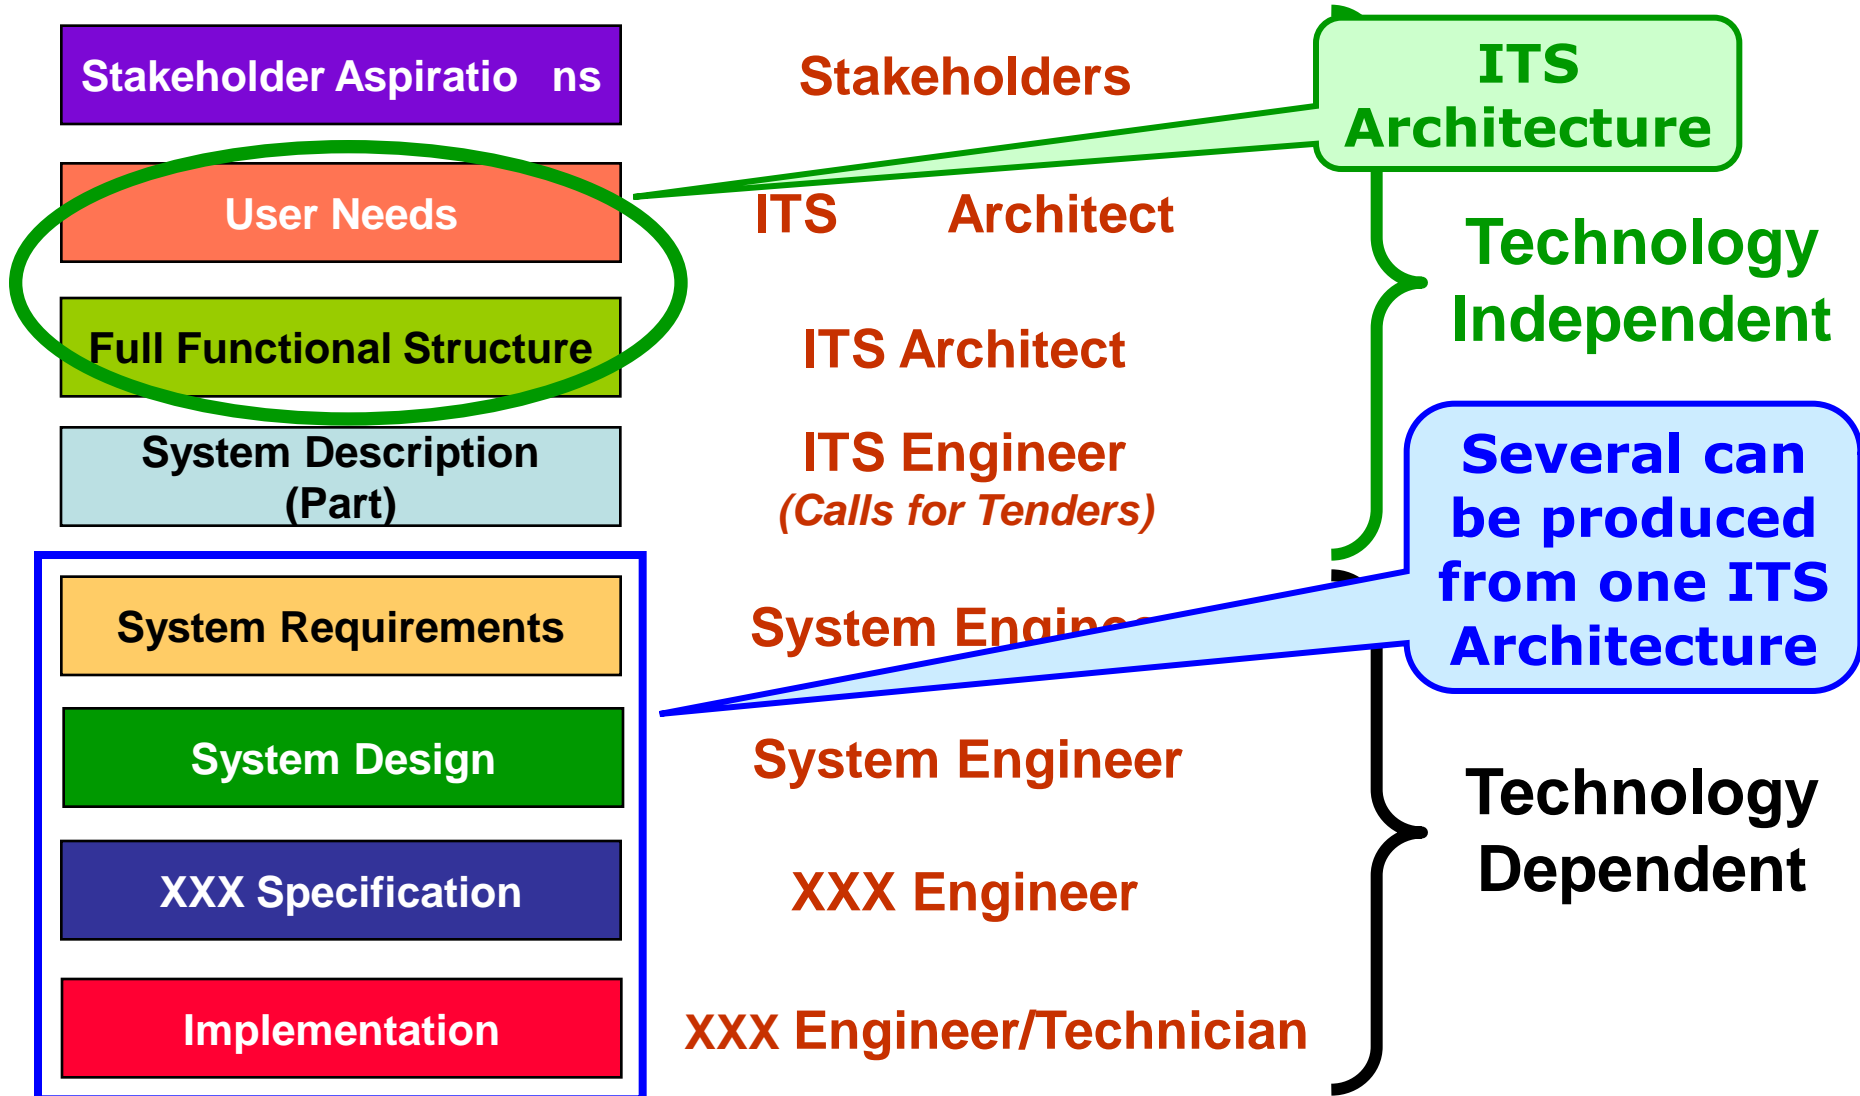 Stakeholder Aspiratio ns
Stakeholders
ITS
Architecture
User Needs
ITS Architect
Technology
Independent
Full Functional Structure
ITS Architect
System Description
(Part)
ITS Engineer
(Calls for Tenders)
Several can
be produced
from one ITS
Architecture
System Requirements
System Engine
System Design
System Engineer
Technology
Dependent
XXX Specification
XXX Engineer
Implementation
XXX Engineer/Technician